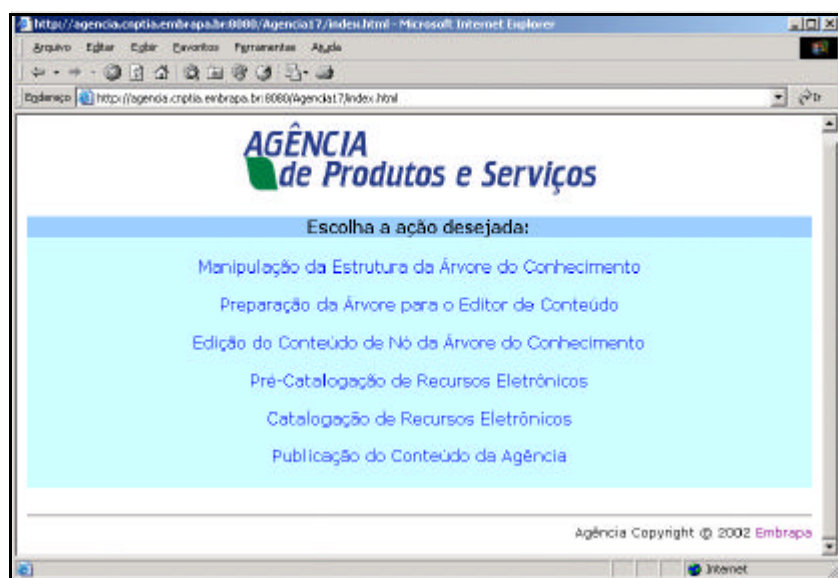 http://agencia.cnptia.embrapa.br:8080/Agencia17/index.html - Microsoft Internet Explorer
Arquivo Editar Exibir Favoritos Ferramentas Ajuda
Endereço http://agencia.cnptia.embrapa.br:8080/Agencia17/index.html Ir
AGÊNCIA
de Produtos e Serviços
Escolha a ação desejada:
Manipulação da Estrutura da Árvore do Conhecimento
Preparação da Árvore para o Editor de Conteúdo
Edição do Conteúdo de Nó da Árvore do Conhecimento
Pré-Catalogação de Recursos Eletrônicos
Catalogação de Recursos Eletrônicos
Publicação do Conteúdo da Agência
Agência Copyright © 2002 Embrapa
Internet